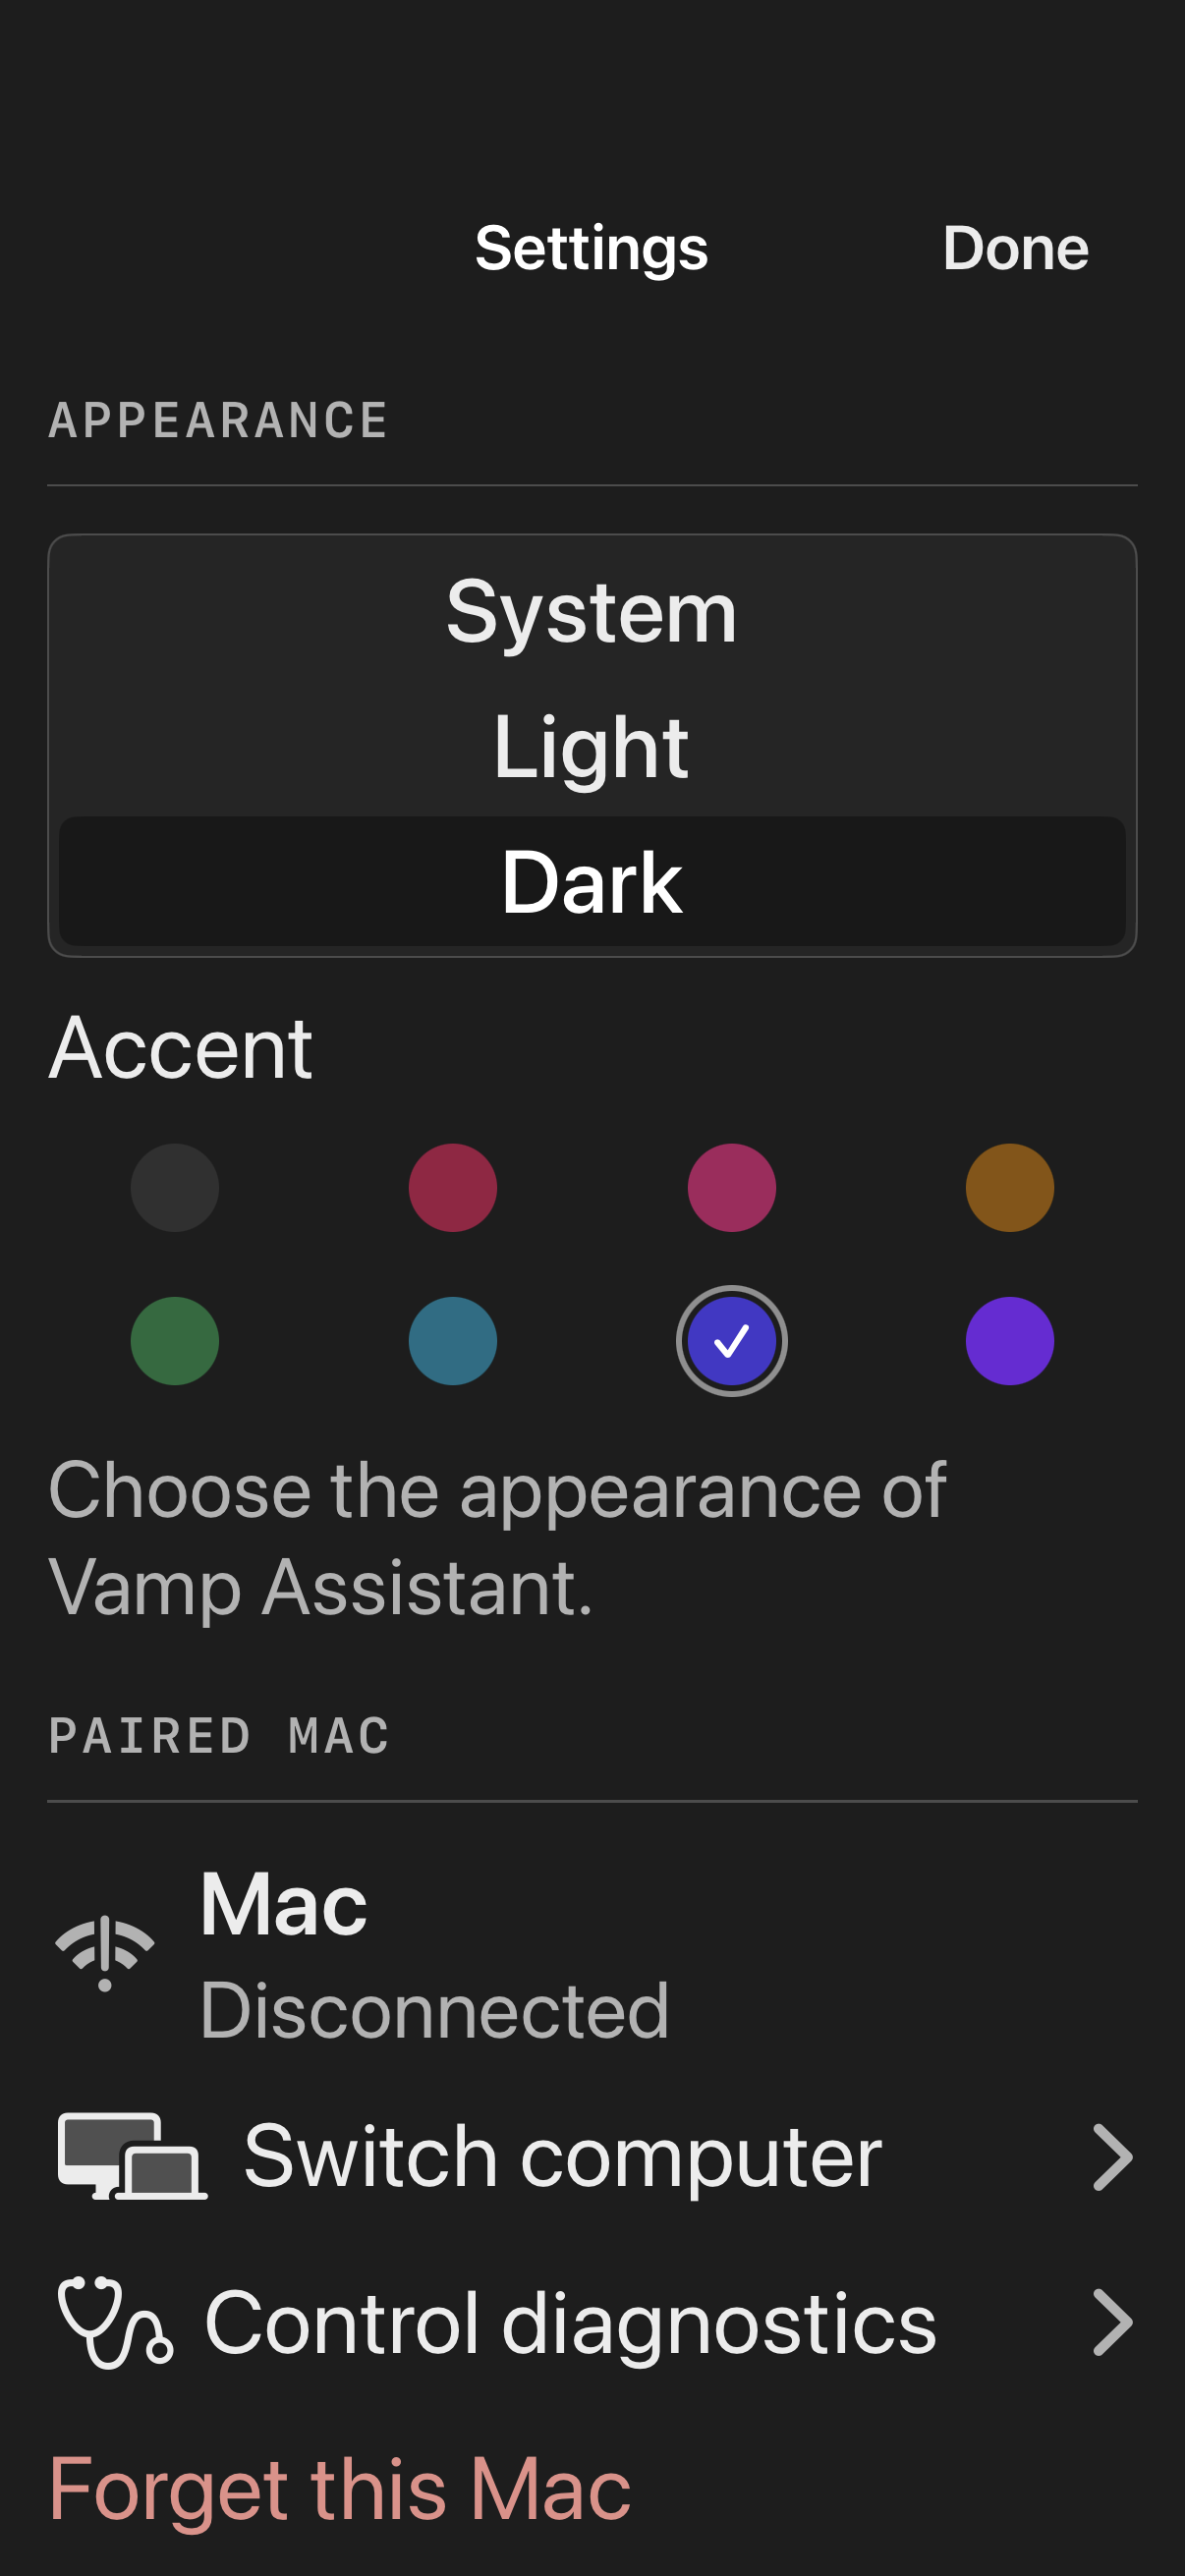 Settings
Done
APPEARANCE
System
Light
Dark
Accent
Choose the appearance of
Vamp Assistant.
PAIRED MAC
Mac
Disconnected
Switch computer
Control diagnostics
Forget this Mac